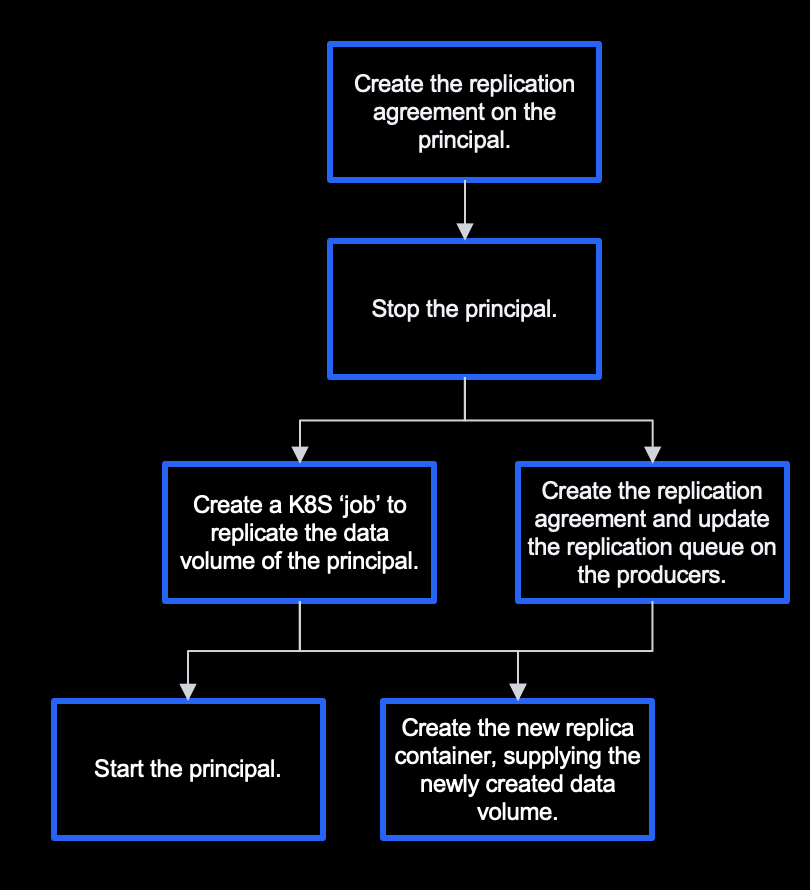 Create the replication
agreement on the
principal.
Stop the principal.
Create a K8S ‘job’ to
replicate the data
volume of the principal.
Create the replication
agreement and update
the replication queue on
the producers.
Start the principal.
Create the new replica
container, supplying the
newly created data
volume.